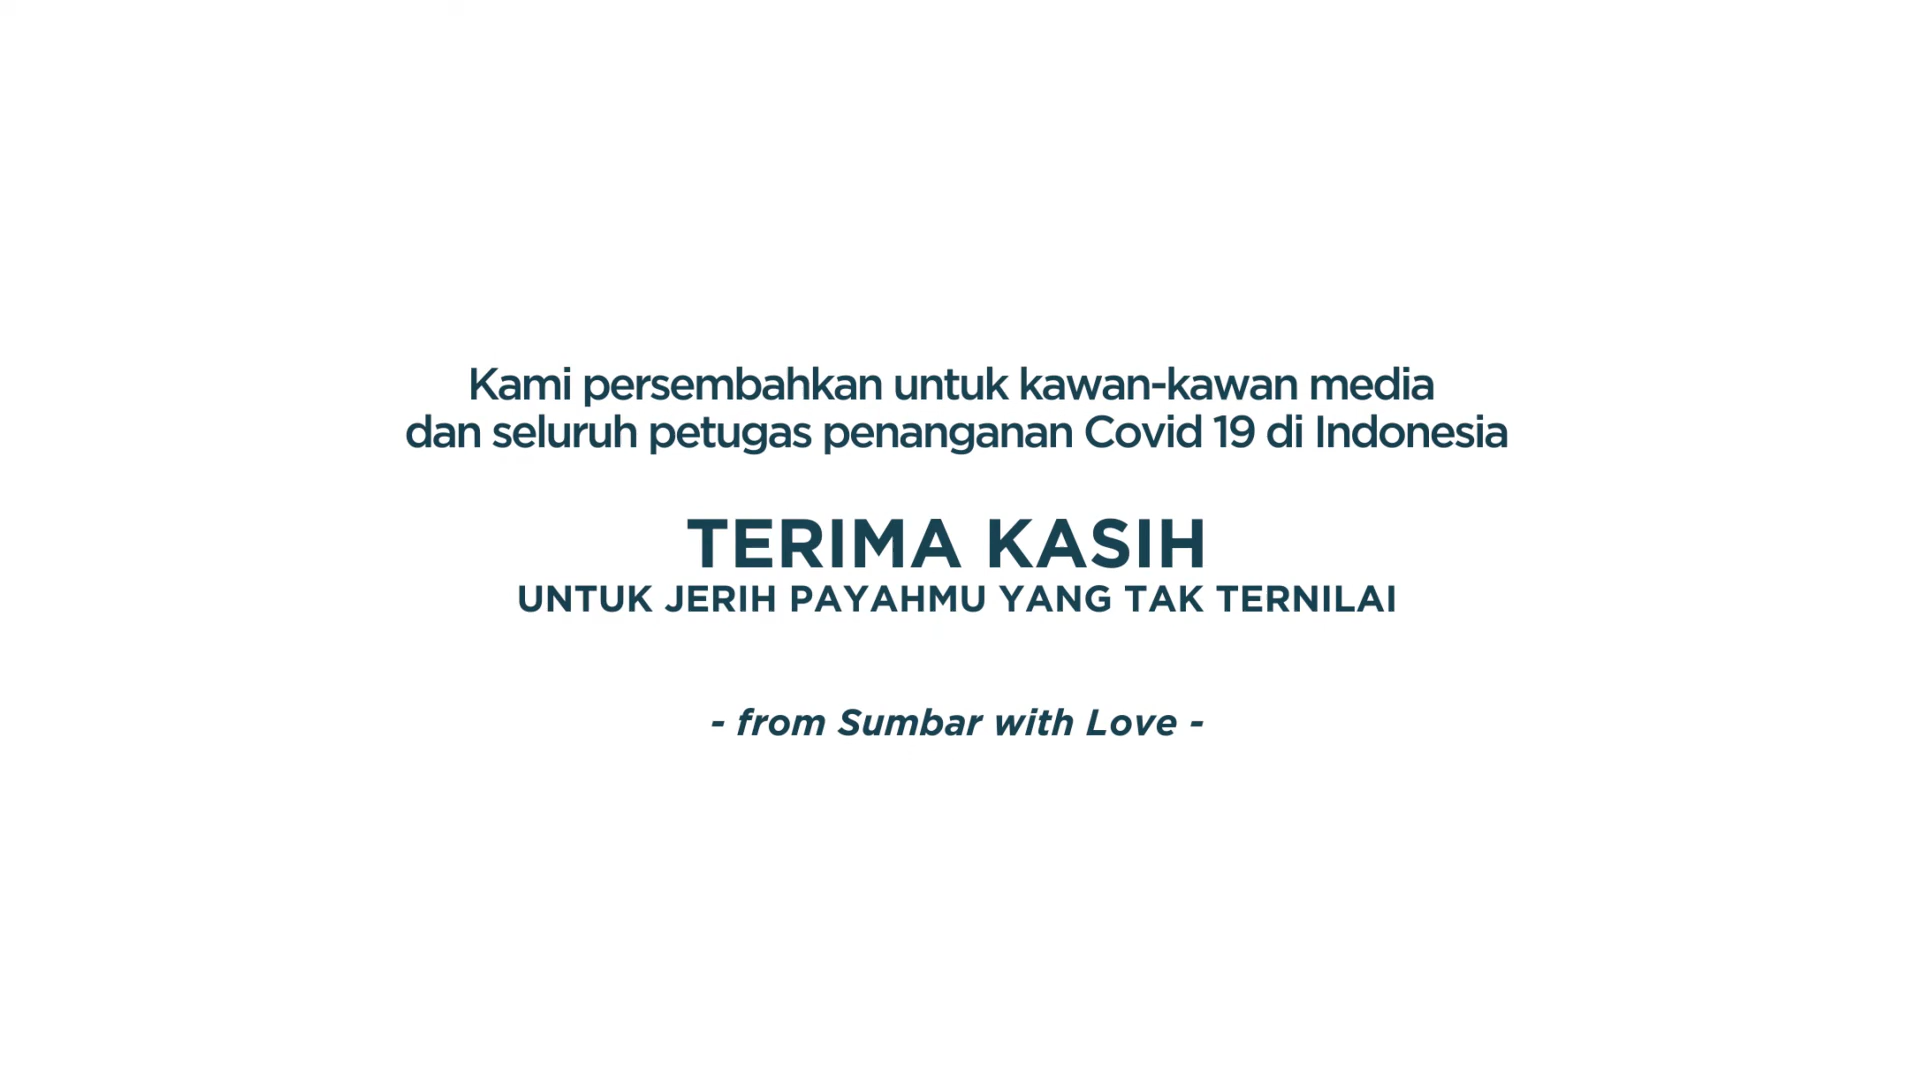 Kami persembahkan untuk kawan-kawan media
dan seluruh petugas penanganan Covid 19 di Indonesia
TERIMA KASIH
UNTUK JERIH PAYAHMU YANG TAK TERNILAI
- from Sumbar with Love -